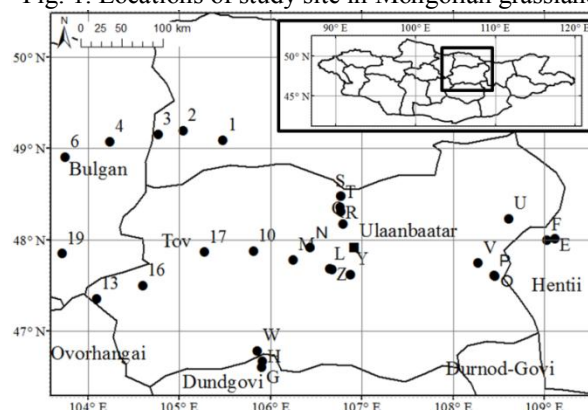 Fig. 1. Locations of study site in Mongolian grassland
N
0 25 50 100 km
90° E 100° E 110° E 120° E
50° N
45° N
50° N
49° N
48° N
47° N
6 4 3 2 1
Bulgan
S
T
R
U
F
E
Ulaanbaatar
19
Tov 17 10 M N L Y Z V P O
Hentii
13 16
W
H
G
Ovorhangai
Dundgovi
Durnod-Govi
104° E 105° E 106° E 107° E 108° E 109° E